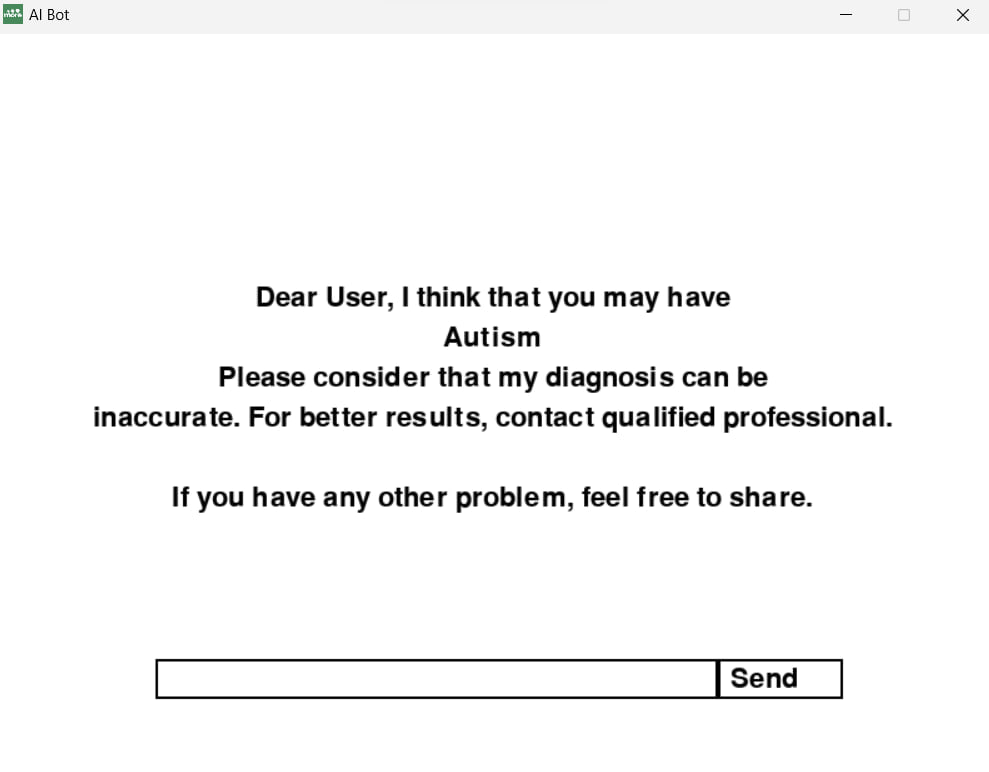 AI Bot
Dear User, I think that you may have
Autism
Please consider that my diagnosis can be
inaccurate. For better results, contact qualified professional.
If you have any other problem, feel free to share.
Send